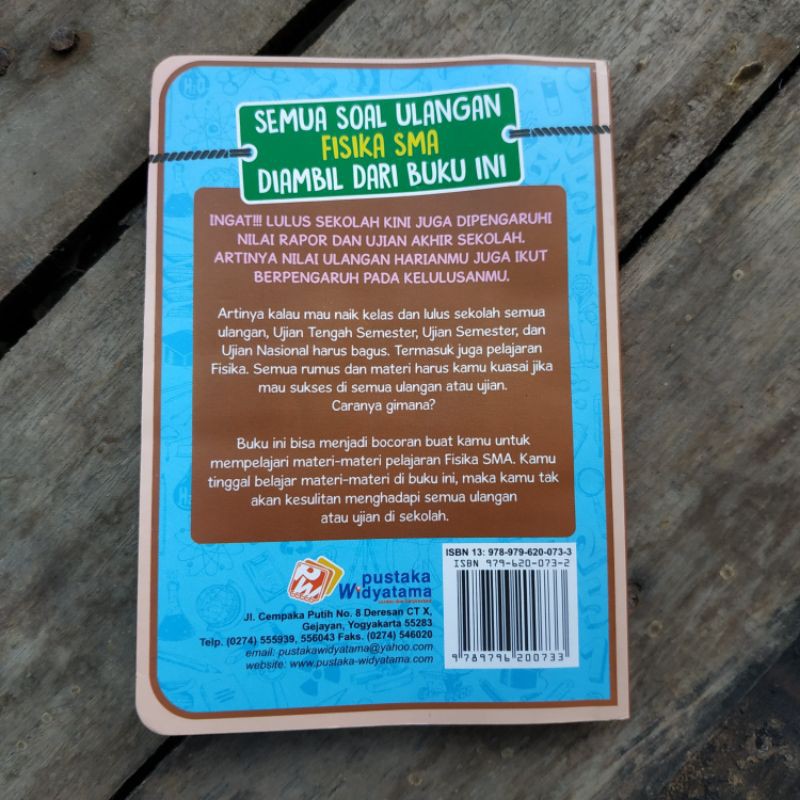 SEMUA SOAL ULANGAN
FISIKA SMA
DIAMBIL DARI BUKU INI
INGAT!!! LULUS SEKOLAH KINI JUGA DIPENGARUHI
NILAI RAPOR DAN UJIAN AKHIR SEKOLAH.
ARTINYA NILAI ULANGAN HARIANMU JUGA IKUT
BERPENGARUH PADA KELULUSANMU.
Artinya kalau mau naik kelas dan lulus sekolah semua
ulangan, Ujian Tengah Semester, Ujian Semester, dan
Ujian Nasional harus bagus. Termasuk juga pelajaran
Fisika. Semua rumus dan materi harus kamu kuasai jika
mau sukses di semua ulangan atau ujian.
Caranya gimana?
Buku ini bisa menjadi bocoran buat kamu untuk
mempelajari materi-materi pelajaran Fisika SMA. Kamu
tinggal belajar materi-materi di buku ini, maka kamu tak
akan kesulitan menghadapi semua ulangan
atau ujian di sekolah.
pustaka
Widyatama
Jl. Cempaka Putih No. 8 Deresan CT X,
Gejayan, Yogyakarta 55283
Telp. (0274) 555939, 556043 Faks. (0274) 546020
email: pustakawidyatama@yahoo.com
website: www.pustaka-widyatama.com
ISBN 13: 978-979-620-073-3
ISBN 979-620-073-2
9 789796 200733